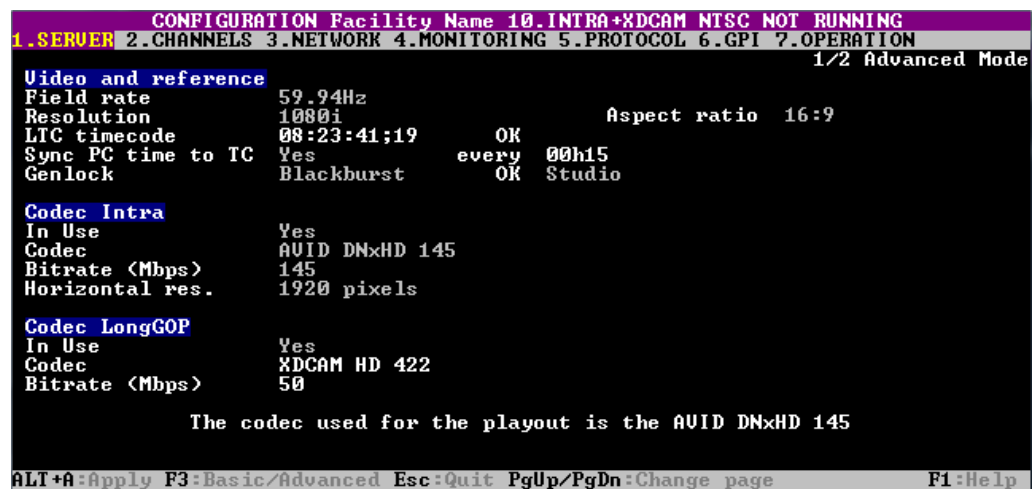 CONFIGURATION Facility Name 10.INTRA+XDCAM NTSC NOT RUNNING
1.SERVER 2.CHANNELS 3.NETWORK 4.MONITORING 5.PROTOCOL 6.GPI 7.OPERATION
1/2 Advanced Mode
Video and reference
Field rate 59.94Hz
Resolution 1080i Aspect ratio 16:9
LTC timecode 08:23:41;19 OK
Sync PC time to TC Yes every 00h15
Genlock Blackburst OK Studio
Codec Intra
In Use Yes
Codec AVID DNxHD 145
Bitrate (Mbps) 145
Horizontal res. 1920 pixels
Codec LongGOP
In Use Yes
Codec XDCAM HD 422
Bitrate (Mbps) 50
The codec used for the playout is the AVID DNxHD 145
ALT+A:Apply F3:Basic/Advanced Esc:Quit PgUp/PgDn:Change page F1:Help